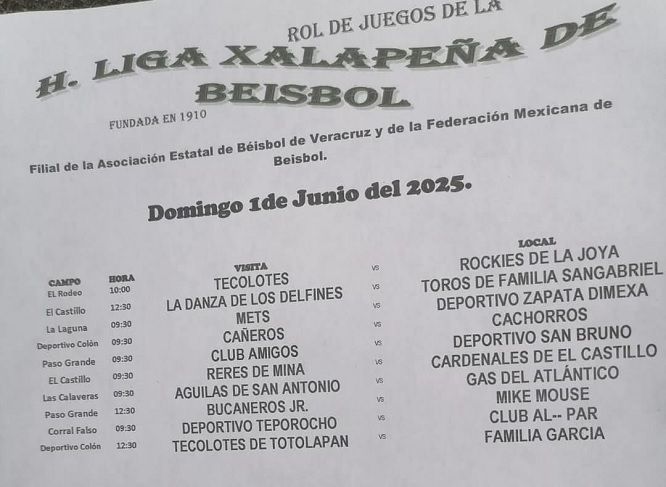 ROL DE JUEGOS DE LA
H. LIGA XALAPEÑA DE
BEISBOL
FUNDADA EN 1910
Filial de la Asociación Estatal de Béisbol de Veracruz y de la Federación Mexicana de
Beisbol.
Domingo 1de Junio del 2025.
CAMPO HORA VISITA LOCAL
EL Rodeo 10:00 TECOLOTES VS ROCKIES DE LA JOYA
El Castillo 12:30 LA DANZA DE LOS DELFINES VS TOROS DE FAMILIA SANGABRIEL
La Laguna 09:30 METS VS DEPORTIVO ZAPATA DIMEXA
Deportivo Colón 09:30 CAÑEROS VS CACHORROS
Paso Grande 09:30 CLUB AMIGOS VS DEPORTIVO SAN BRUNO
EL Castillo 09:30 RERES DE MINA VS CARDENALES DE EL CASTILLO
Las Calaveras 09:30 AGUILAS DE SAN ANTONIO VS GAS DEL ATLÁNTICO
Paso Grande 12:30 BUCANEROS JR. VS MIKE MOUSE
Corral Falso 09:30 DEPORTIVO TEPOROCHO VS CLUB AL-- PAR
Deportivo Colón 12:30 TECOLOTES DE TOTOLAPAN VS FAMILIA GARCIA